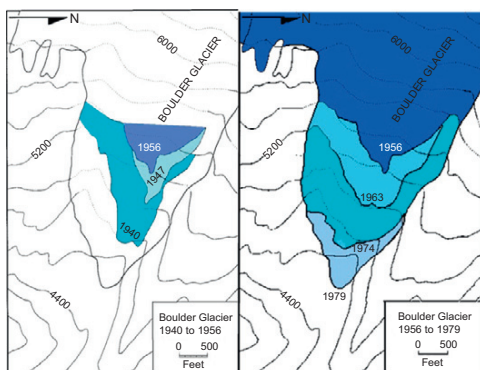 N
6000
BOULDER GLACIER
1956
1947
5200
1940
4400
Boulder Glacier
1940 to 1956
0 500
Feet
N
6000
BOULDER GLACIER
1956
5200
1963
1974
1979
4400
Boulder Glacier
1956 to 1979
0 500
Feet